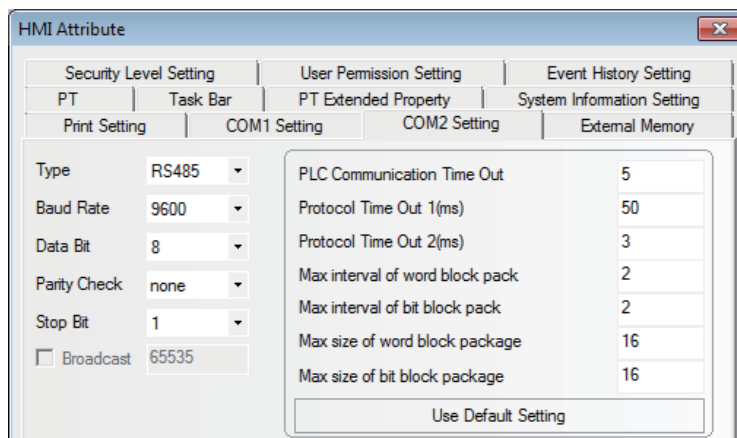 HMI Attribute
Security Level Setting User Permission Setting Event History Setting
PT Task Bar PT Extended Property System Information Setting
Print Setting COM1 Setting COM2 Setting External Memory
Type RS485
Baud Rate 9600
Data Bit 8
Parity Check none
Stop Bit 1
Broadcast 65535
PLC Communication Time Out 5
Protocol Time Out 1(ms) 50
Protocol Time Out 2(ms) 3
Max interval of word block pack 2
Max interval of bit block pack 2
Max size of word block package 16
Max size of bit block package 16
Use Default Setting